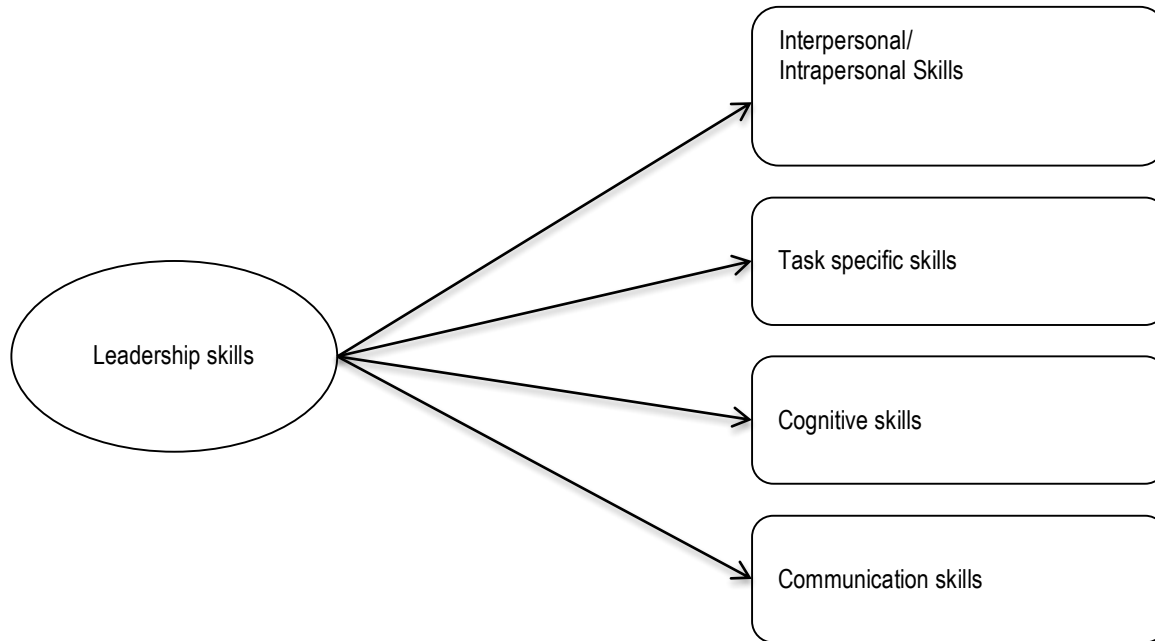 Interpersonal/
Intrapersonal Skills
Task specific skills
Leadership skills
Cognitive skills
Communication skills